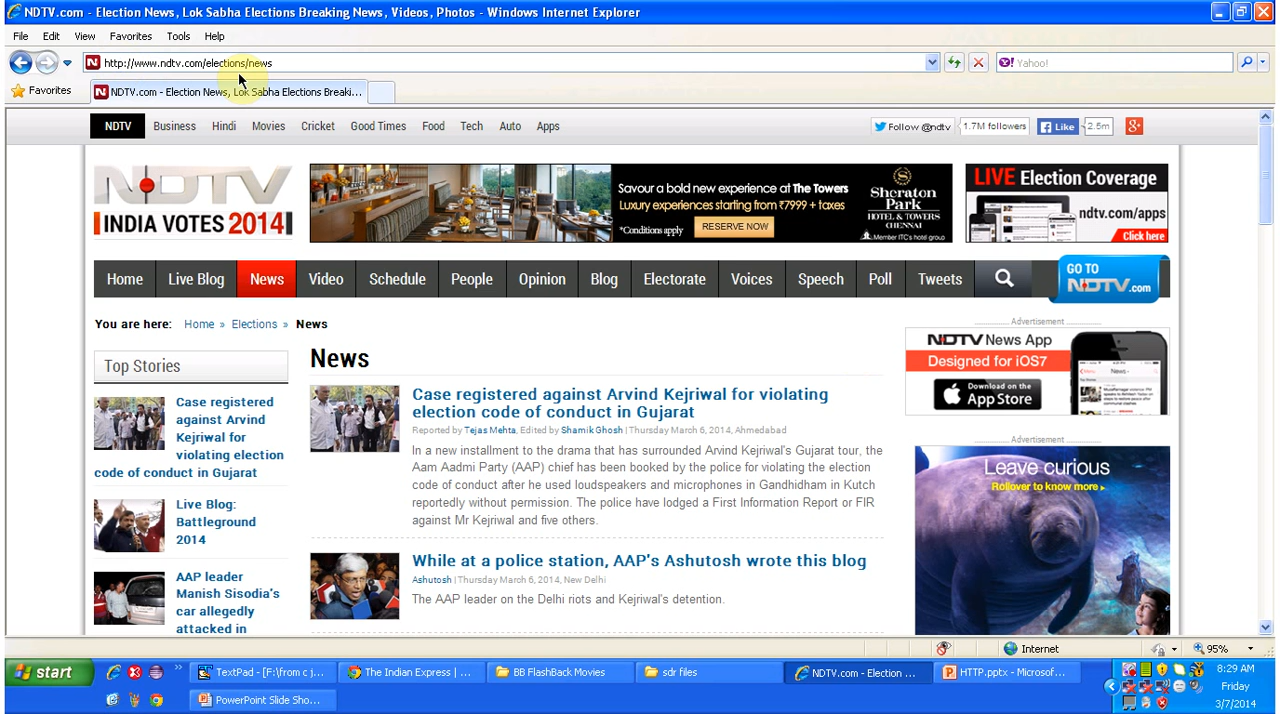 NDTV.com - Election News, Lok Sabha Elections Breaking News, Videos, Photos - Windows Internet Explorer
File Edit View Favorites Tools Help
http://www.ndtv.com/elections/news
Yahoo!
Favorites
NDTV.com - Election News, Lok Sabha Elections Breaki...
NDTV Business Hindi Movies Cricket Good Times Food Tech Auto Apps
Follow @ndtv 1.7M followers Like 2.5m
NDTV
INDIA VOTES 2014
Savour a bold new experience at The Towers
Luxury experiences starting from ₹7999 + taxes
*Conditions apply
RESERVE NOW
Sheraton
Park
HOTEL & TOWERS
CHENNAI
Member ITC's hotel group
LIVE Election Coverage
ndtv.com/apps
Click here
Home Live Blog News Video Schedule People Opinion Blog Electorate Voices Speech Poll Tweets
GO TO
NDTV.com
You are here: Home » Elections » News
Top Stories
Case registered
against Arvind
Kejriwal for
violating election
code of conduct in Gujarat
Live Blog:
Battleground
2014
AAP leader
Manish Sisodia's
car allegedly
attacked in
News
Case registered against Arvind Kejriwal for violating
election code of conduct in Gujarat
Reported by Tejas Mehta, Edited by Shamik Ghosh | Thursday March 6, 2014, Ahmedabad
In a new installment to the drama that has surrounded Arvind Kejriwal's Gujarat tour, the
Aam Aadmi Party (AAP) chief has been booked by the police for violating the election
code of conduct after he used loudspeakers and microphones in Gandhidham in Kutch
reportedly without permission. The police have lodged a First Information Report or FIR
against Mr Kejriwal and five others.
While at a police station, AAP's Ashutosh wrote this blog
Ashutosh | Thursday March 6, 2014, New Delhi
The AAP leader on the Delhi riots and Kejriwal's detention.
Advertisement
NDTV News App
Designed for iOS7
Download on the
App Store
Advertisement
Leave curious
Rollover to know more
Internet
95%
start
TextPad - [F:\from c j...
The Indian Express | ...
BB FlashBack Movies
sdr files
NDTV.com - Election ...
HTTP.pptx - Microsof...
PowerPoint Slide Sho...
8:29 AM
Friday
3/7/2014